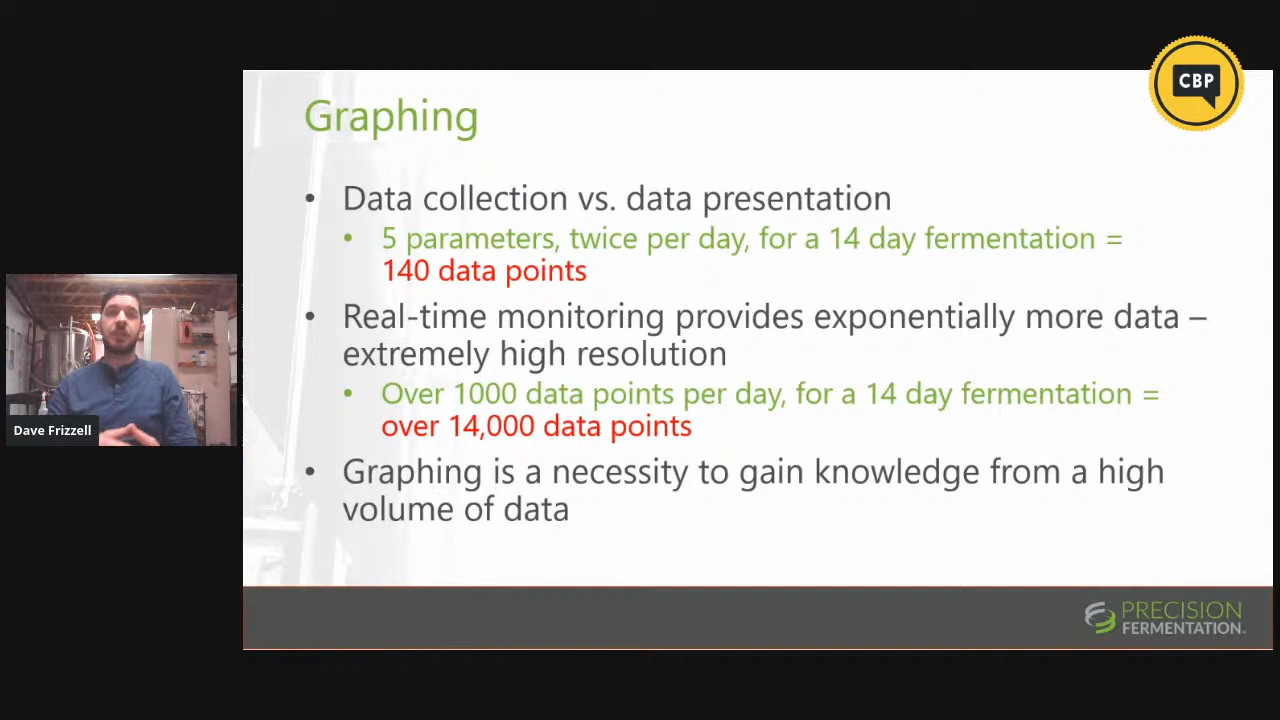 CBP
Graphing
• Data collection vs. data presentation
• 5 parameters, twice per day, for a 14 day fermentation =
140 data points
• Real-time monitoring provides exponentially more data –
extremely high resolution
• Over 1000 data points per day, for a 14 day fermentation =
over 14,000 data points
• Graphing is a necessity to gain knowledge from a high
volume of data
Dave Frizzell
PRECISION
FERMENTATION